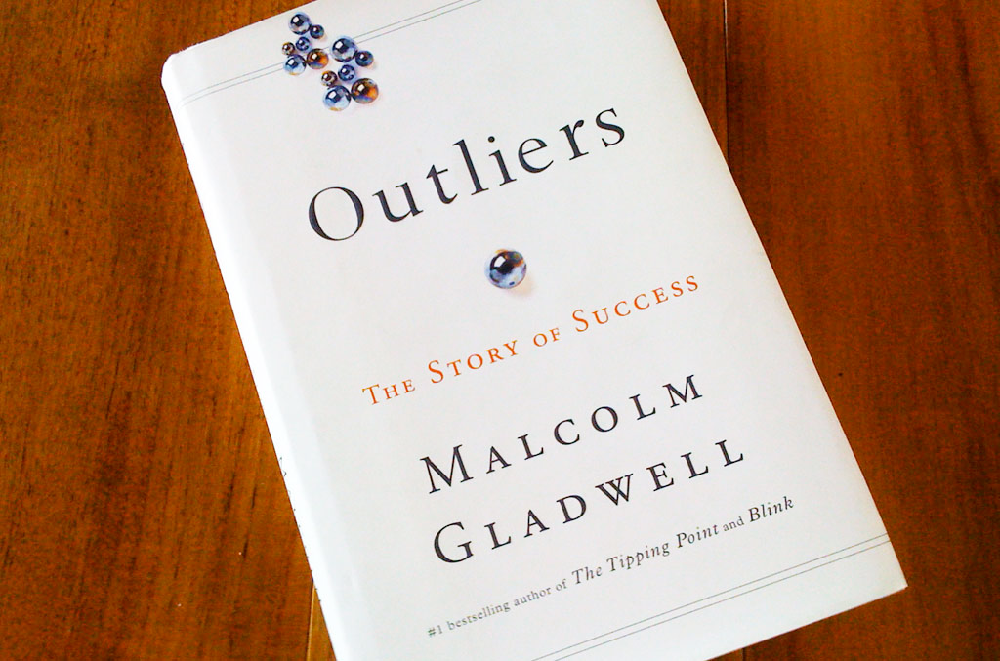 Outliers
THE STORY OF SUCCESS
MALCOLM
GLADWELL
#1 bestselling author of The Tipping Point and Blink